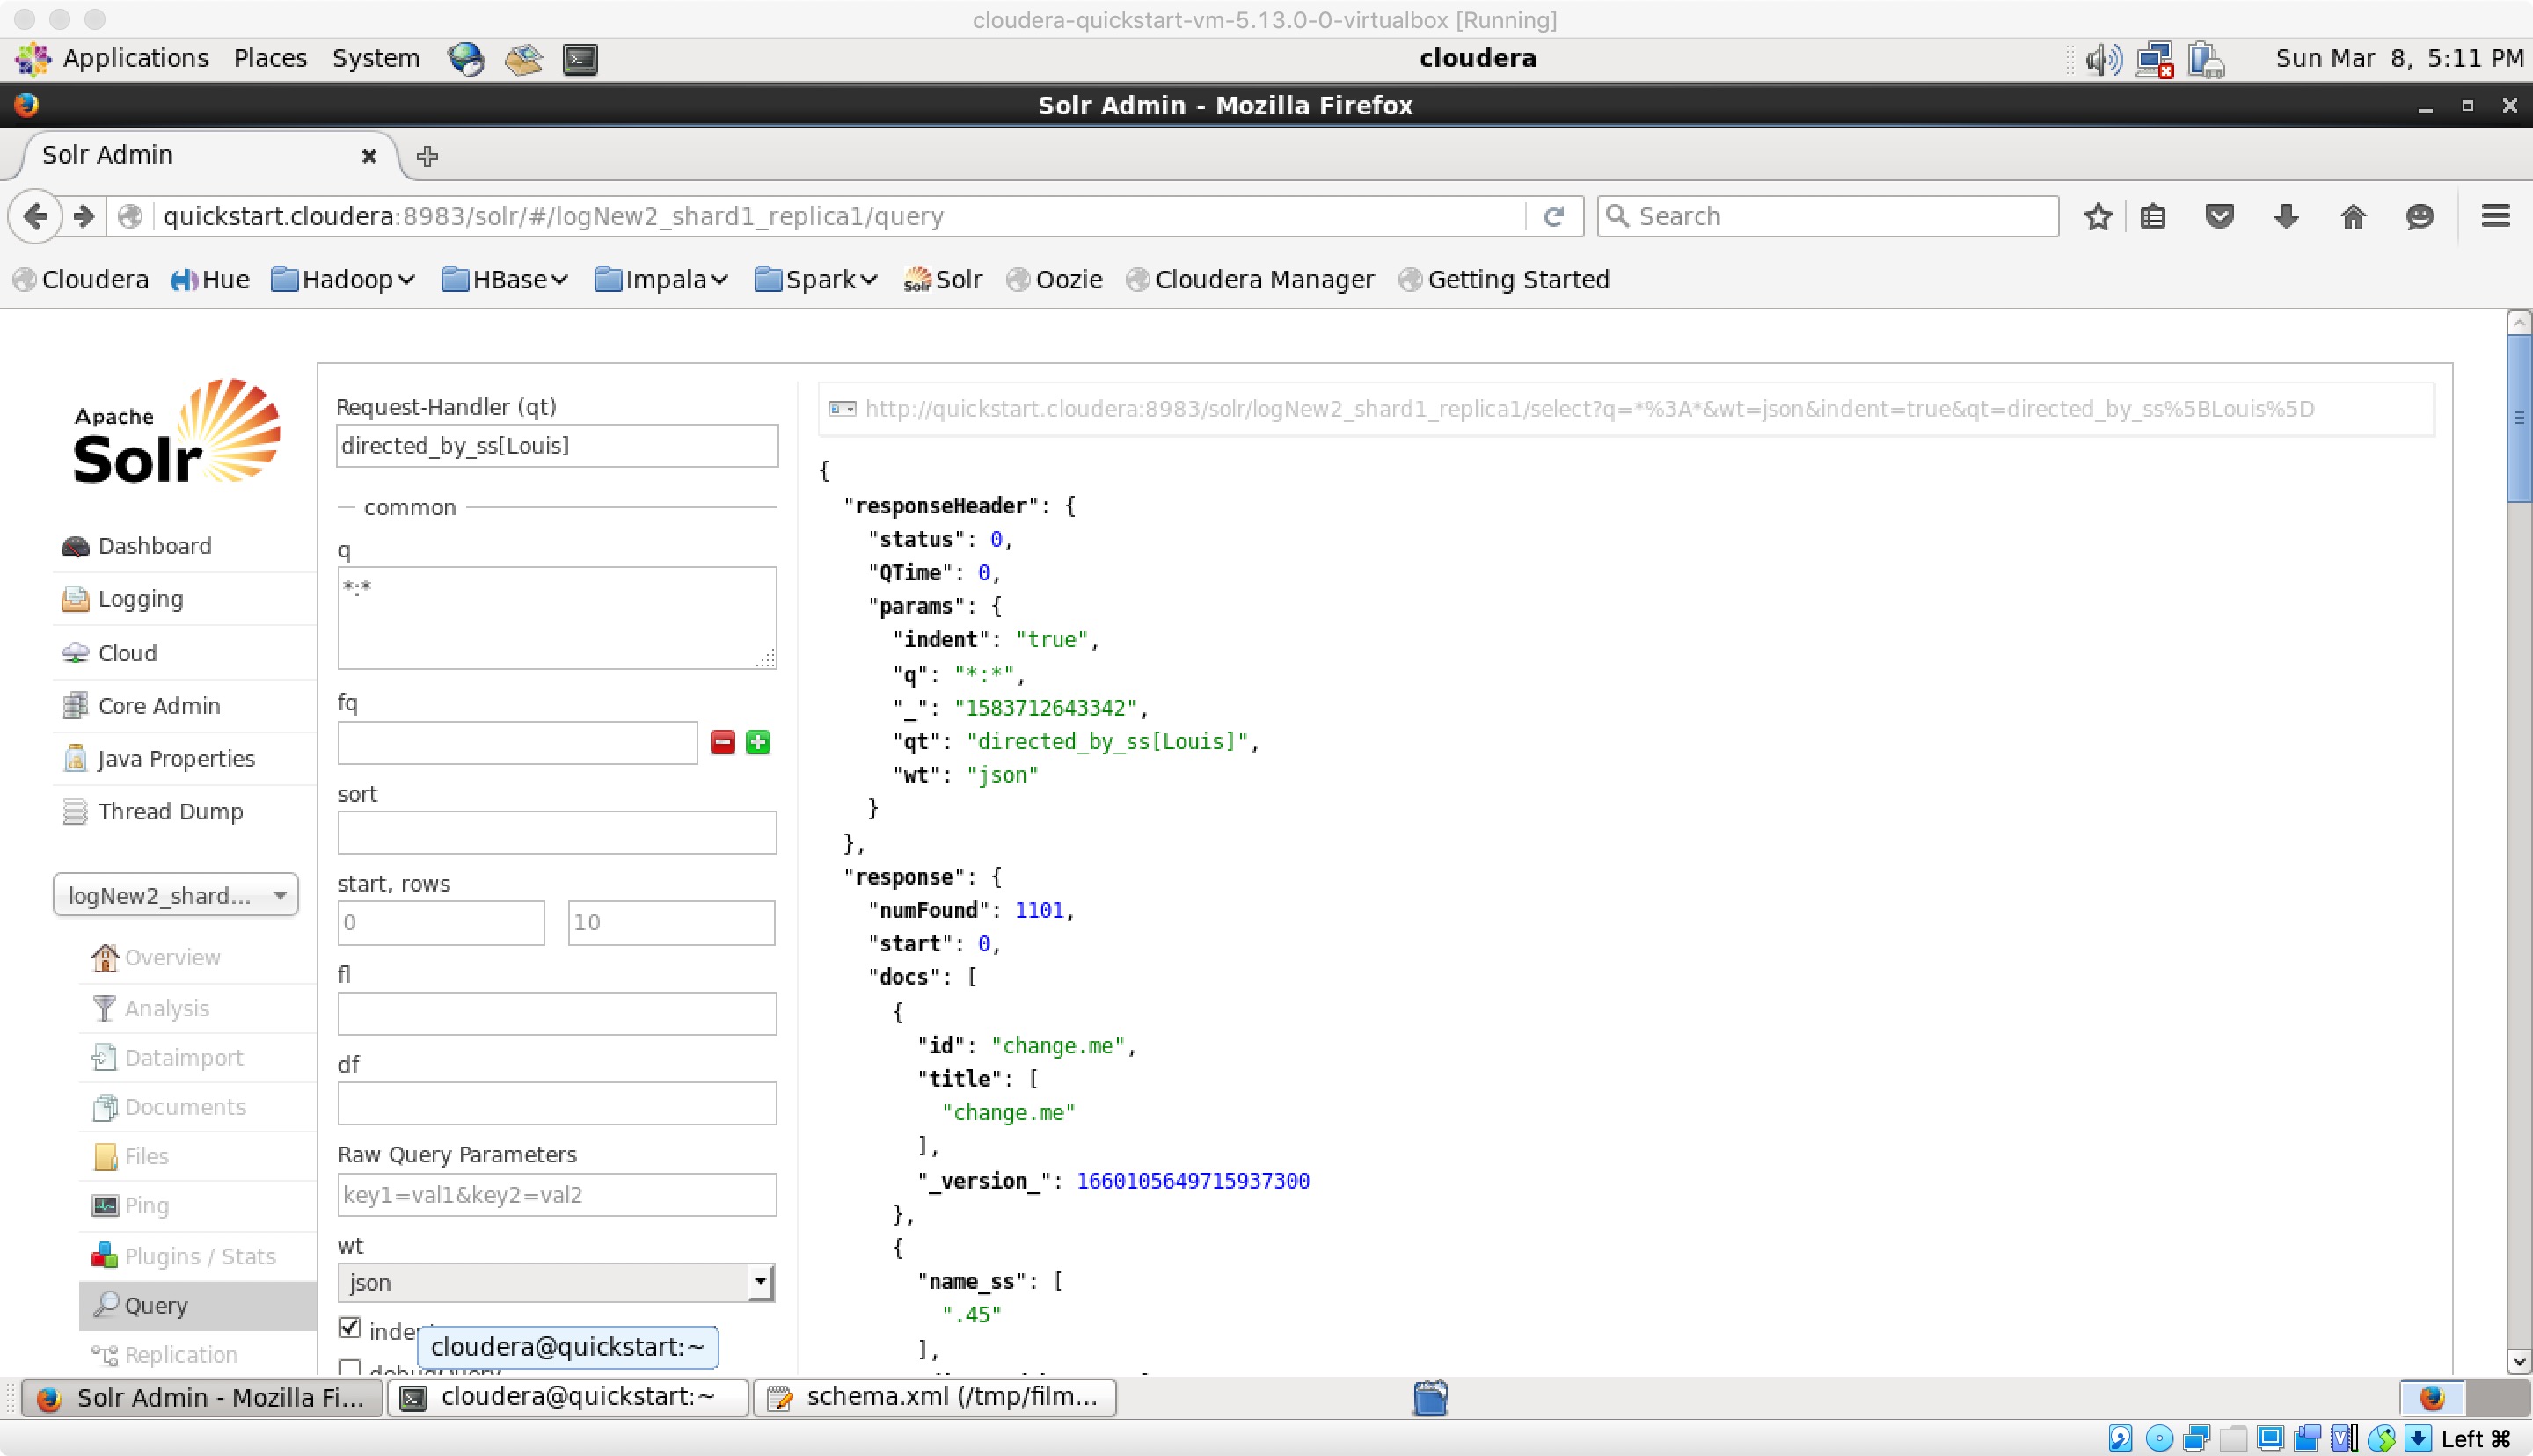 cloudera-quickstart-vm-5.13.0-0-virtualbox [Running]
Applications Places System cloudera Sun Mar 8, 5:11 PM
Solr Admin - Mozilla Firefox
Solr Admin
quickstart.cloudera:8983/solr/#/logNew2_shard1_replica1/query Search
Cloudera Hue Hadoop HBase Impala Spark Solr Oozie Cloudera Manager Getting Started
Apache
Solr
Dashboard
Logging
Cloud
Core Admin
Java Properties
Thread Dump
logNew2_shard...
Overview
Analysis
Dataimport
Documents
Files
Ping
Plugins / Stats
Query
Replication
Request-Handler (qt)
directed_by_ss[Louis]
common
q
*:*
fq
sort
start, rows
0 10
fl
df
Raw Query Parameters
key1=val1&key2=val2
wt
json
inde
cloudera@quickstart:~
debugQuery
http://quickstart.cloudera:8983/solr/logNew2_shard1_replica1/select?q=*%3A*&wt=json&indent=true&qt=directed_by_ss%5BLouis%5D
{
"responseHeader": {
"status": 0,
"QTime": 0,
"params": {
"indent": "true",
"q": "*:*",
"_": "1583712643342",
"qt": "directed_by_ss[Louis]",
"wt": "json"
}
},
"response": {
"numFound": 1101,
"start": 0,
"docs": [
{
"id": "change.me",
"title": [
"change.me"
],
"_version_": 1660105649715937300
},
{
"name_ss": [
".45"
],
Solr Admin - Mozilla Fi... cloudera@quickstart:~ schema.xml (/tmp/film...
Left ⌘